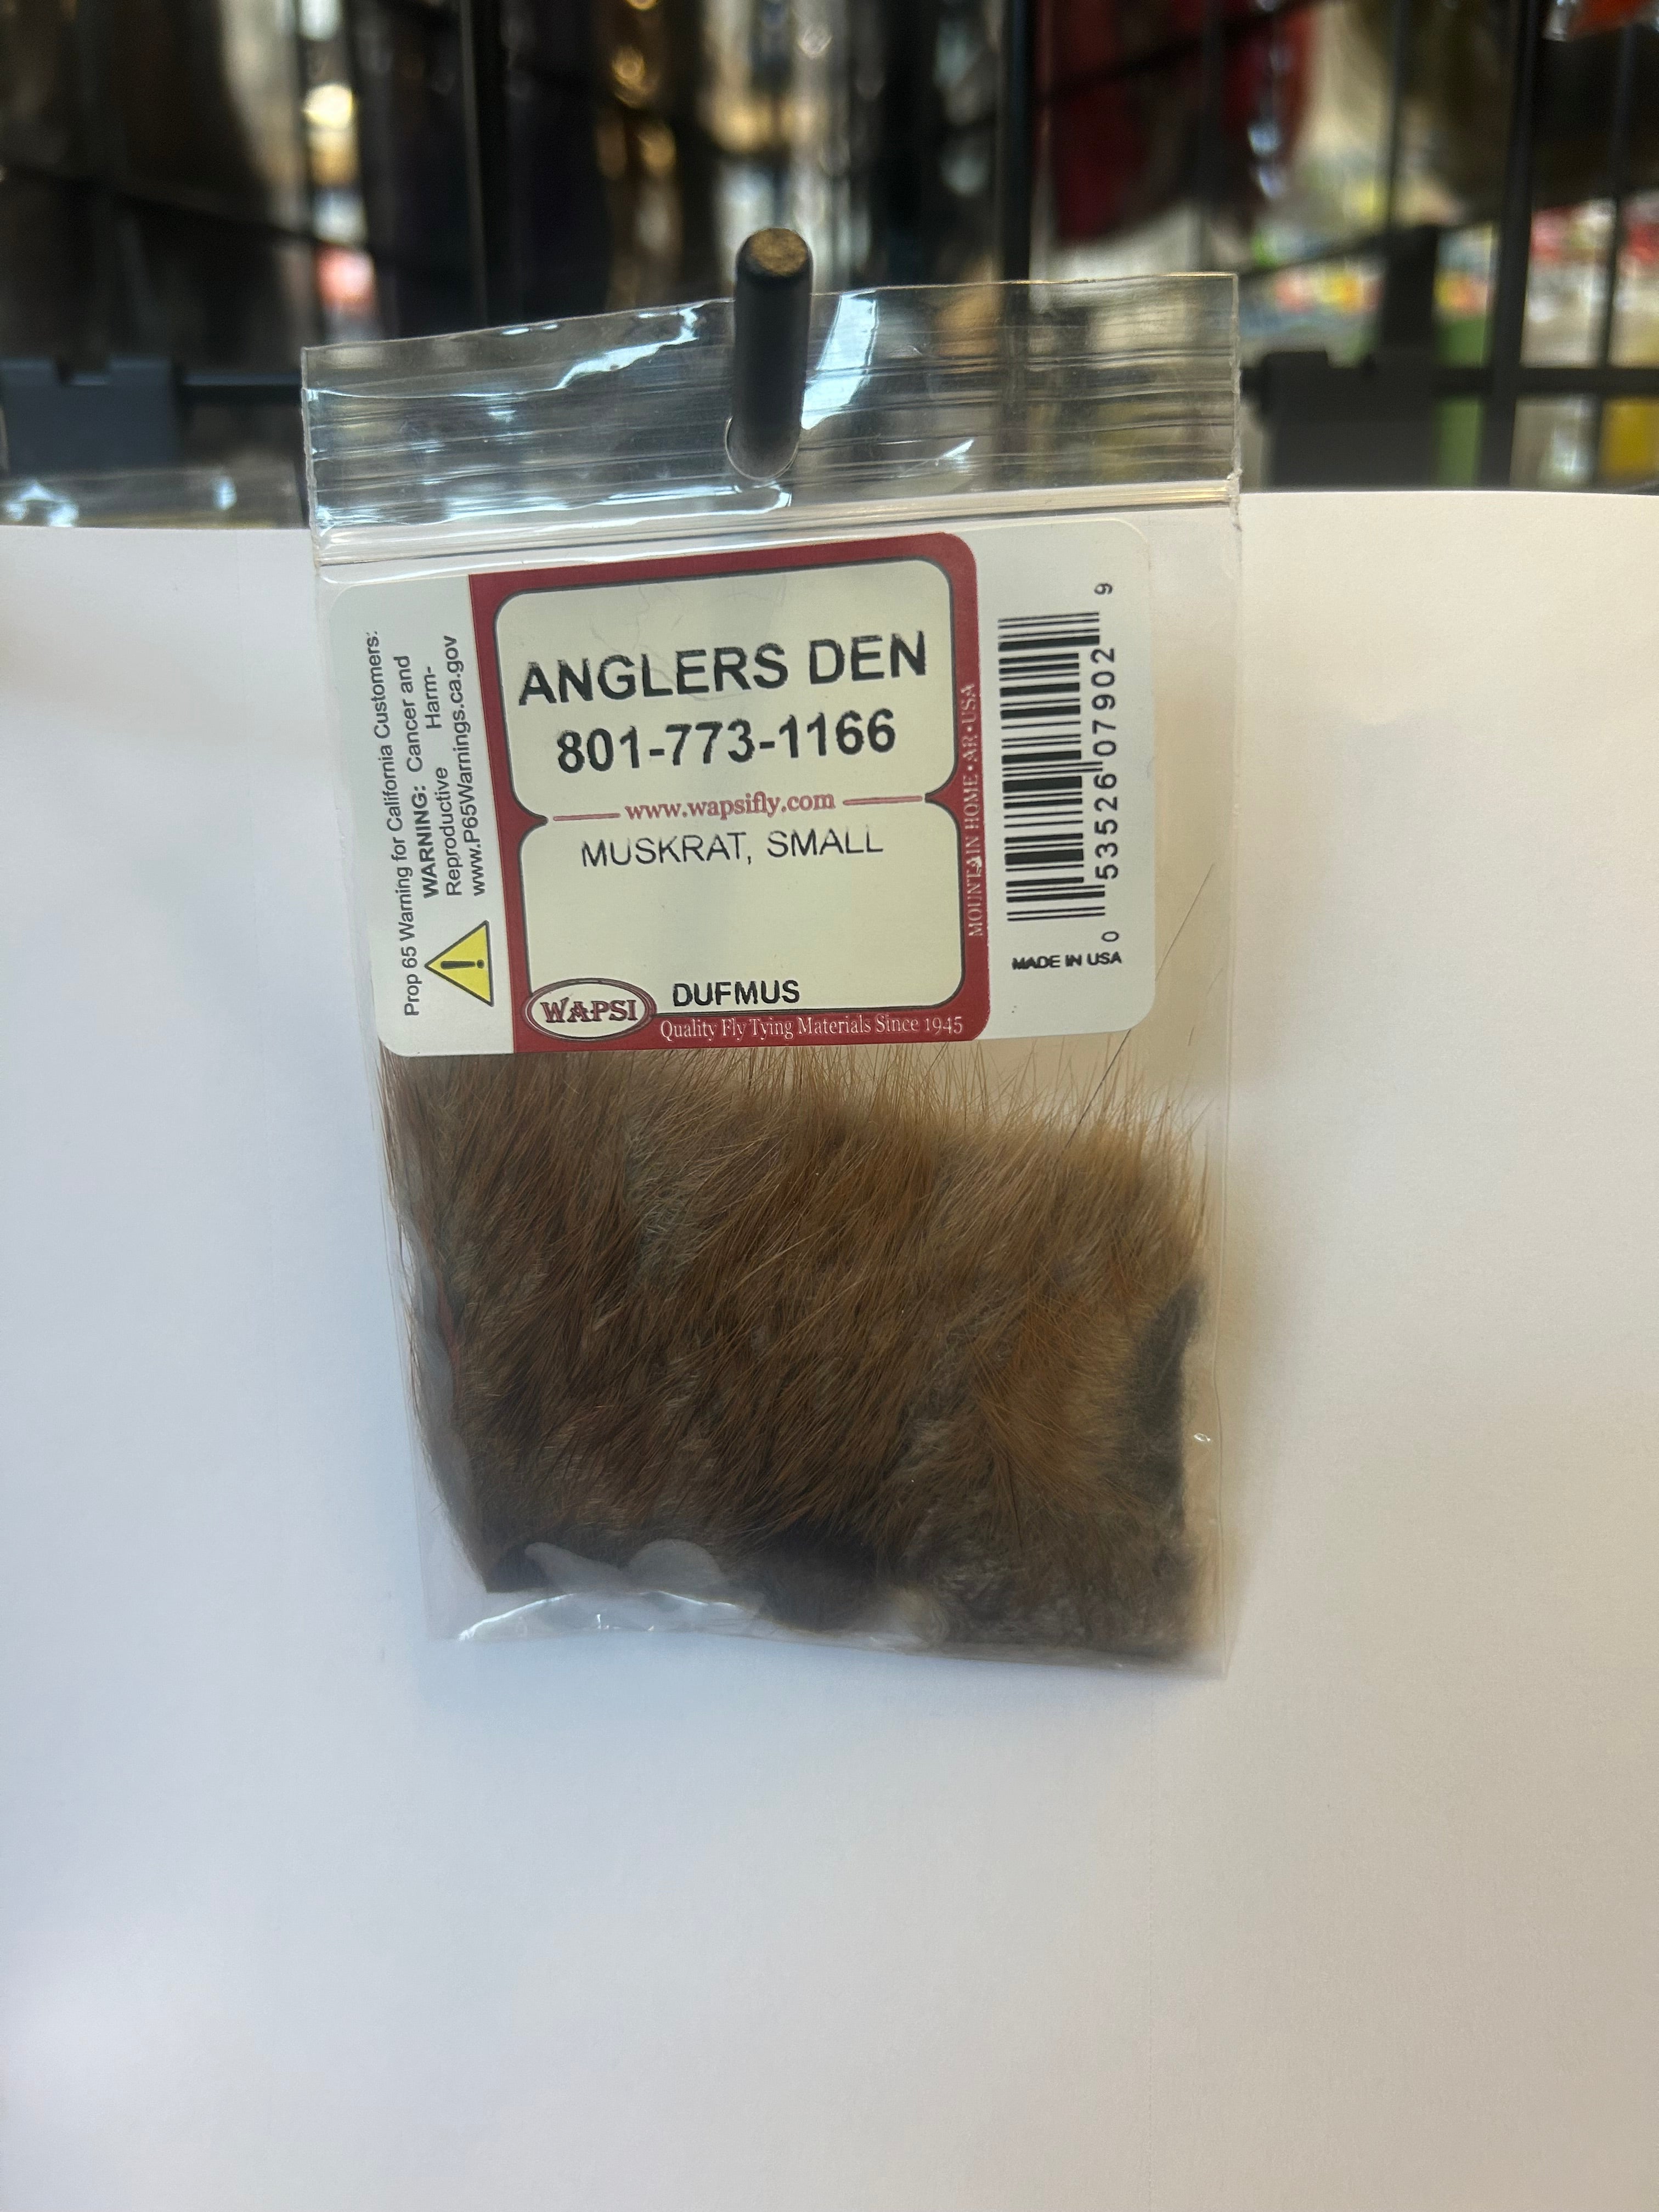 Prop 65 Warning for California Customers:
WARNING: Cancer and
Reproductive Harm-
www.P65Warnings.ca.gov
ANGLERS DEN
801-773-1166
www.wapsifly.com
MUSKRAT, SMALL
DUFMUS
WAPSI
Quality Fly Tying Materials Since 1945
MOUNTAIN HOME • AR • USA
0 53526 07902 9
MADE IN USA